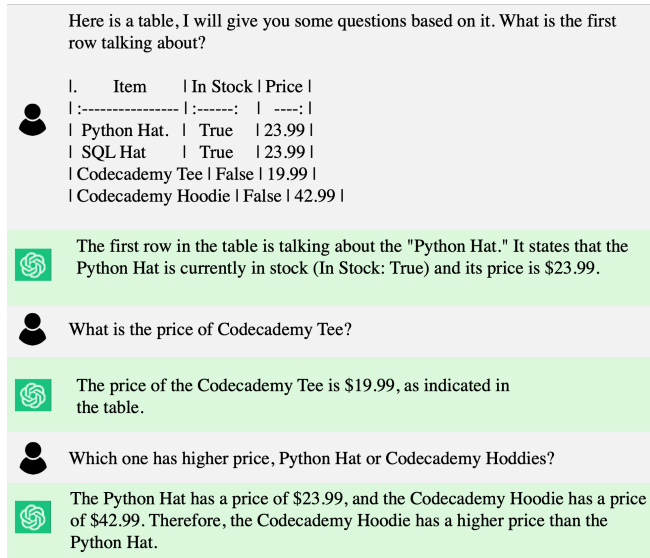 Here is a table, I will give you some questions based on it. What is the first
row talking about?
|. Item | In Stock | Price |
| :---------------- | :------: | ----: |
| Python Hat. | True | 23.99 |
| SQL Hat | True | 23.99 |
| Codecademy Tee | False | 19.99 |
| Codecademy Hoodie | False | 42.99 |
The first row in the table is talking about the "Python Hat." It states that the
Python Hat is currently in stock (In Stock: True) and its price is $23.99.
What is the price of Codecademy Tee?
The price of the Codecademy Tee is $19.99, as indicated in
the table.
Which one has higher price, Python Hat or Codecademy Hoddies?
The Python Hat has a price of $23.99, and the Codecademy Hoodie has a price
of $42.99. Therefore, the Codecademy Hoodie has a higher price than the
Python Hat.